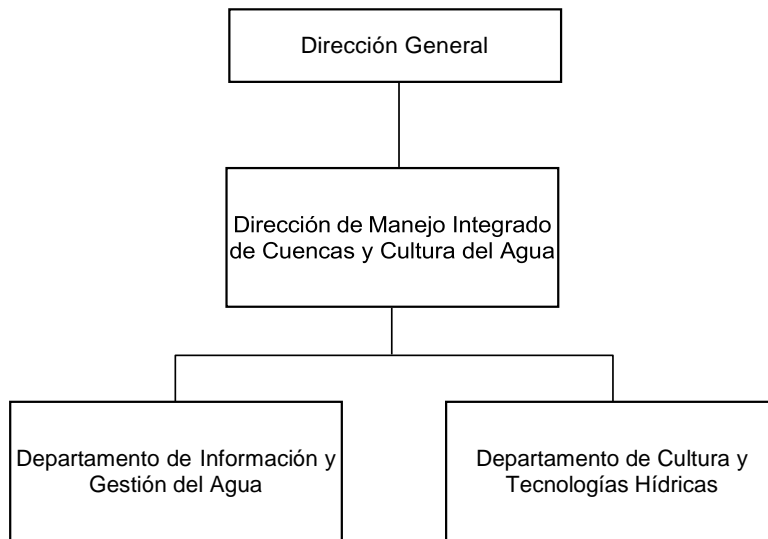 Dirección General
Dirección de Manejo Integrado
de Cuencas y Cultura del Agua
Departamento de Información y
Gestión del Agua
Departamento de Cultura y
Tecnologías Hídricas